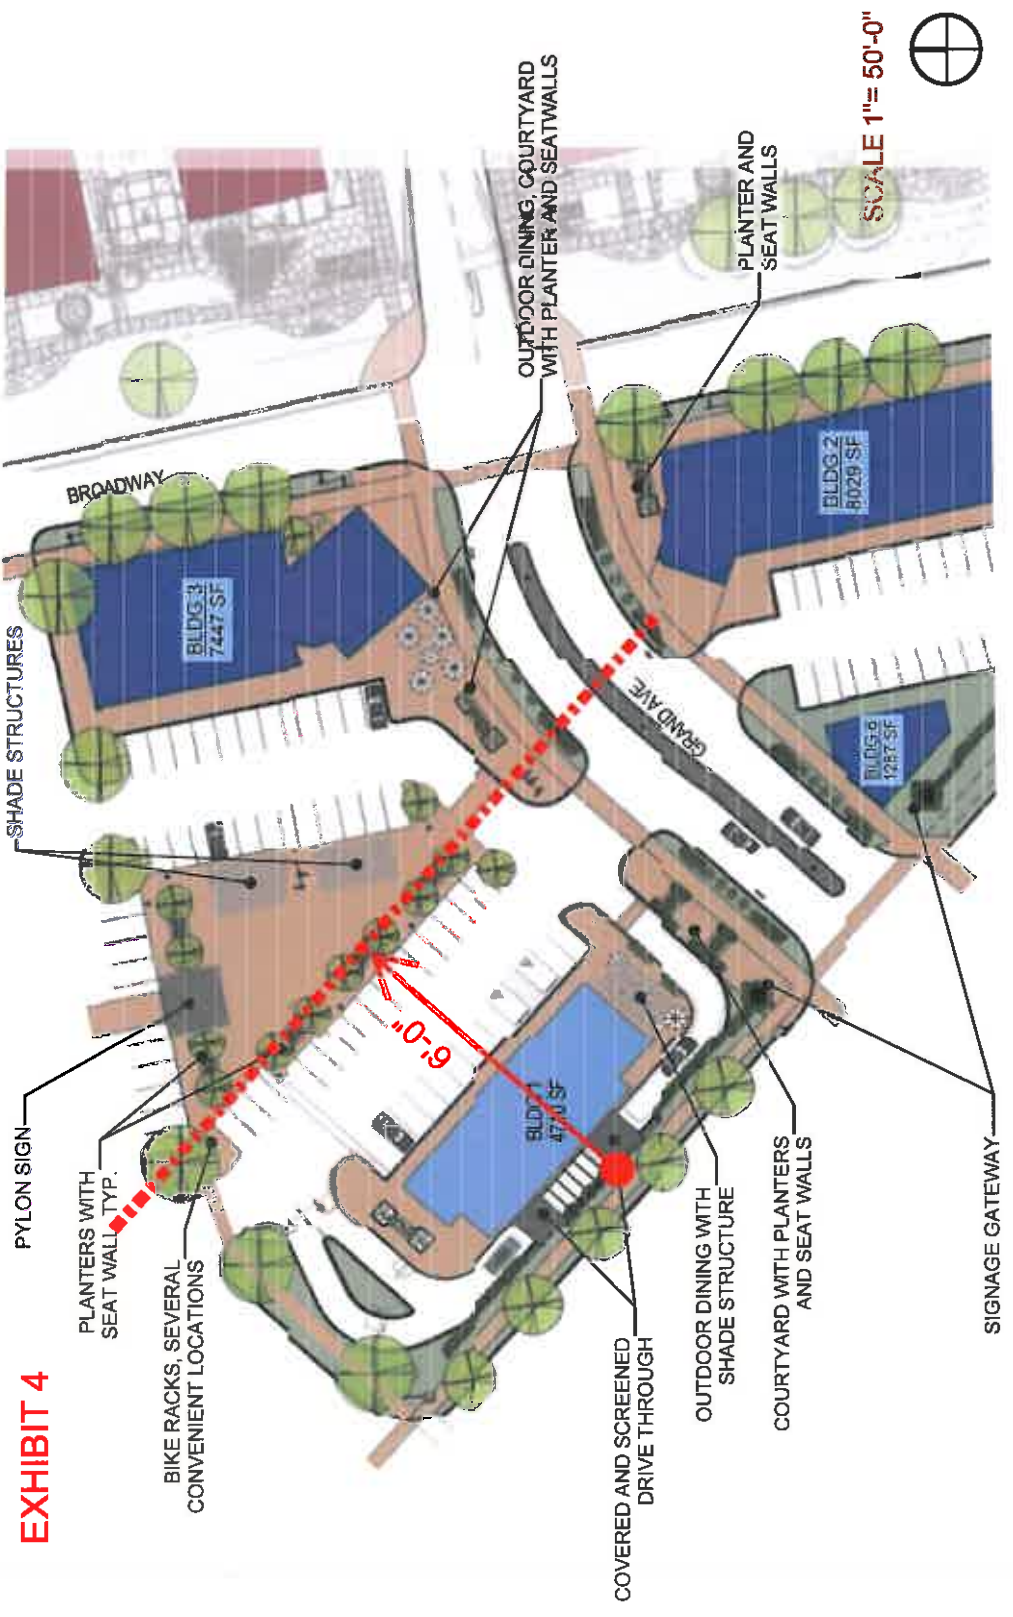 EXHIBIT 4
PYLON SIGN
SHADE STRUCTURES
PLANTERS WITH
SEAT WALL, TYP.
BIKE RACKS, SEVERAL
CONVENIENT LOCATIONS
BROADWAY
BLDG 3
7447 SF
OUTDOOR DINING, COURTYARD
WITH PLANTER AND SEATWALLS
6'-0"
GRAND AVE
BLDG 1
BLDG 2
8029 SF
PLANTER AND
SEAT WALLS
BLDG 6
1287 SF
COVERED AND SCREENED
DRIVE THROUGH
OUTDOOR DINING WITH
SHADE STRUCTURE
COURTYARD WITH PLANTERS
AND SEAT WALLS
SIGNAGE GATEWAY
SCALE 1"= 50'-0"